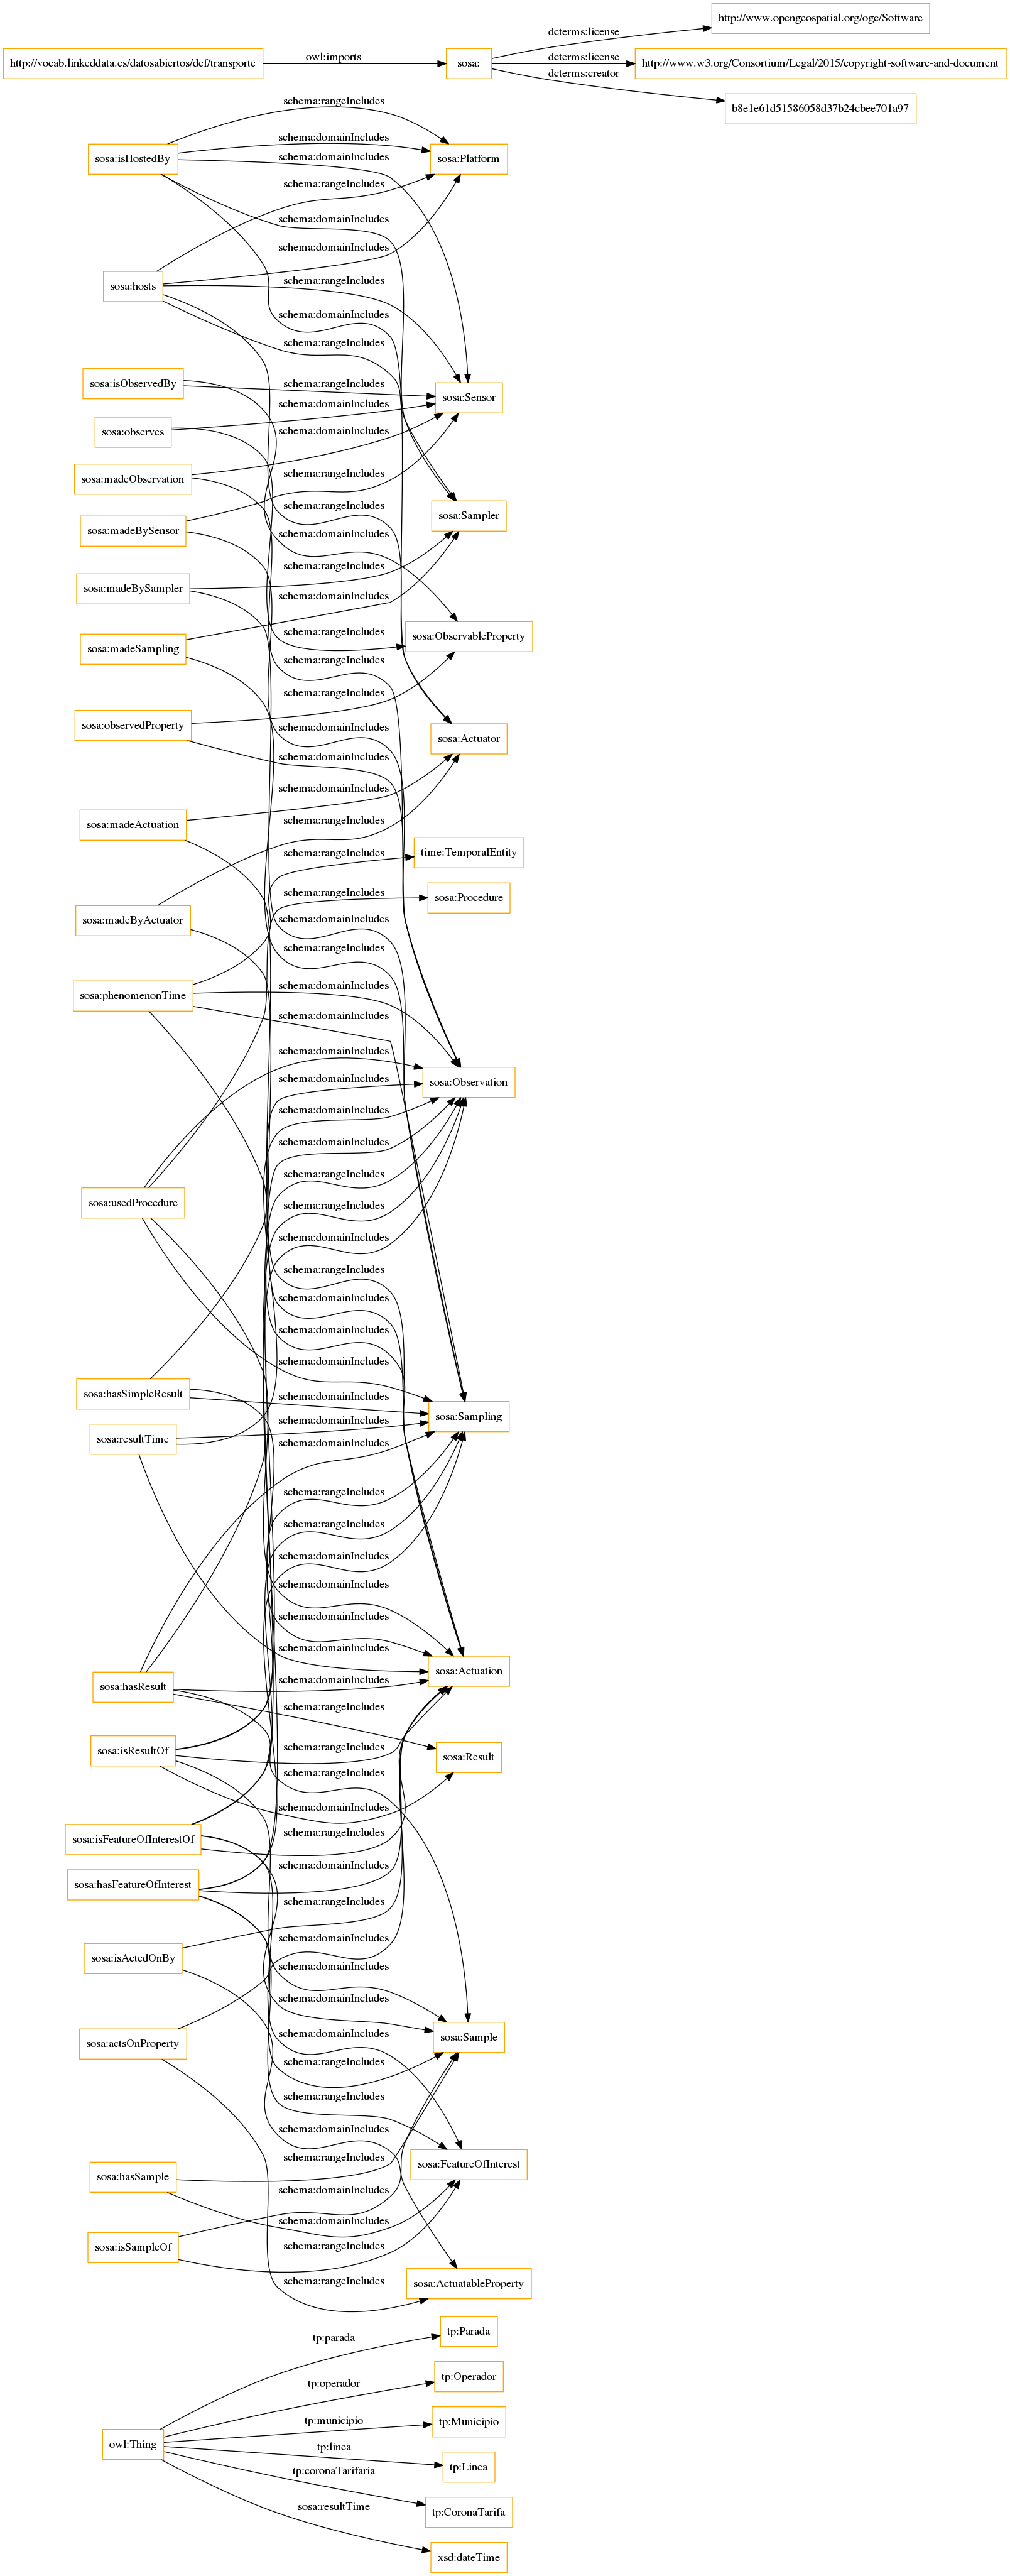 http://www.opengeospatial.org/ogc/Software
dcterms:license
http://vocab.linkeddata.es/datosabiertos/def/transporte
owl:imports
sosa:
dcterms:license
http://www.w3.org/Consortium/Legal/2015/copyright-software-and-document
dcterms:creator
b8e1e61d51586058d37b24cbee701a97
schema:rangeIncludes
schema:domainIncludes
sosa:isHostedBy
sosa:Platform
schema:domainIncludes
schema:rangeIncludes
schema:domainIncludes
schema:domainIncludes
sosa:hosts
schema:rangeIncludes
schema:domainIncludes
schema:rangeIncludes
sosa:isObservedBy
schema:rangeIncludes
sosa:Sensor
schema:domainIncludes
sosa:observes
schema:domainIncludes
sosa:madeObservation
schema:rangeIncludes
schema:rangeIncludes
sosa:Sampler
sosa:madeBySensor
schema:domainIncludes
schema:rangeIncludes
sosa:madeBySampler
schema:domainIncludes
schema:rangeIncludes
sosa:ObservableProperty
sosa:madeSampling
schema:rangeIncludes
schema:rangeIncludes
sosa:observedProperty
schema:domainIncludes
sosa:Actuator
schema:domainIncludes
schema:domainIncludes
schema:rangeIncludes
sosa:madeActuation
schema:rangeIncludes
time:TemporalEntity
schema:rangeIncludes
sosa:Procedure
sosa:madeByActuator
schema:domainIncludes
schema:rangeIncludes
schema:domainIncludes
sosa:phenomenonTime
schema:domainIncludes
schema:domainIncludes
schema:domainIncludes
sosa:Observation
schema:domainIncludes
schema:domainIncludes
schema:rangeIncludes
sosa:usedProcedure
schema:rangeIncludes
schema:domainIncludes
schema:rangeIncludes
schema:domainIncludes
schema:domainIncludes
schema:domainIncludes
sosa:hasSimpleResult
schema:domainIncludes
sosa:Sampling
schema:domainIncludes
sosa:resultTime
schema:domainIncludes
schema:rangeIncludes
schema:rangeIncludes
schema:domainIncludes
schema:domainIncludes
schema:domainIncludes
schema:domainIncludes
sosa:Actuation
schema:domainIncludes
sosa:hasResult
schema:rangeIncludes
schema:rangeIncludes
sosa:isResultOf
sosa:Result
schema:rangeIncludes
schema:domainIncludes
schema:rangeIncludes
sosa:isFeatureOfInterestOf
schema:domainIncludes
sosa:hasFeatureOfInterest
schema:rangeIncludes
schema:domainIncludes
sosa:isActedOnBy
schema:domainIncludes
schema:domainIncludes
schema:domainIncludes
sosa:Sample
sosa:actsOnProperty
schema:rangeIncludes
schema:rangeIncludes
schema:domainIncludes
schema:rangeIncludes
sosa:FeatureOfInterest
sosa:hasSample
schema:domainIncludes
schema:domainIncludes
sosa:isSampleOf
schema:rangeIncludes
schema:rangeIncludes
sosa:ActuatableProperty
tp:parada
tp:Parada
tp:operador
tp:Operador
tp:municipio
tp:Municipio
owl:Thing
tp:linea
tp:Linea
tp:coronaTarifaria
tp:CoronaTarifa
sosa:resultTime
xsd:dateTime